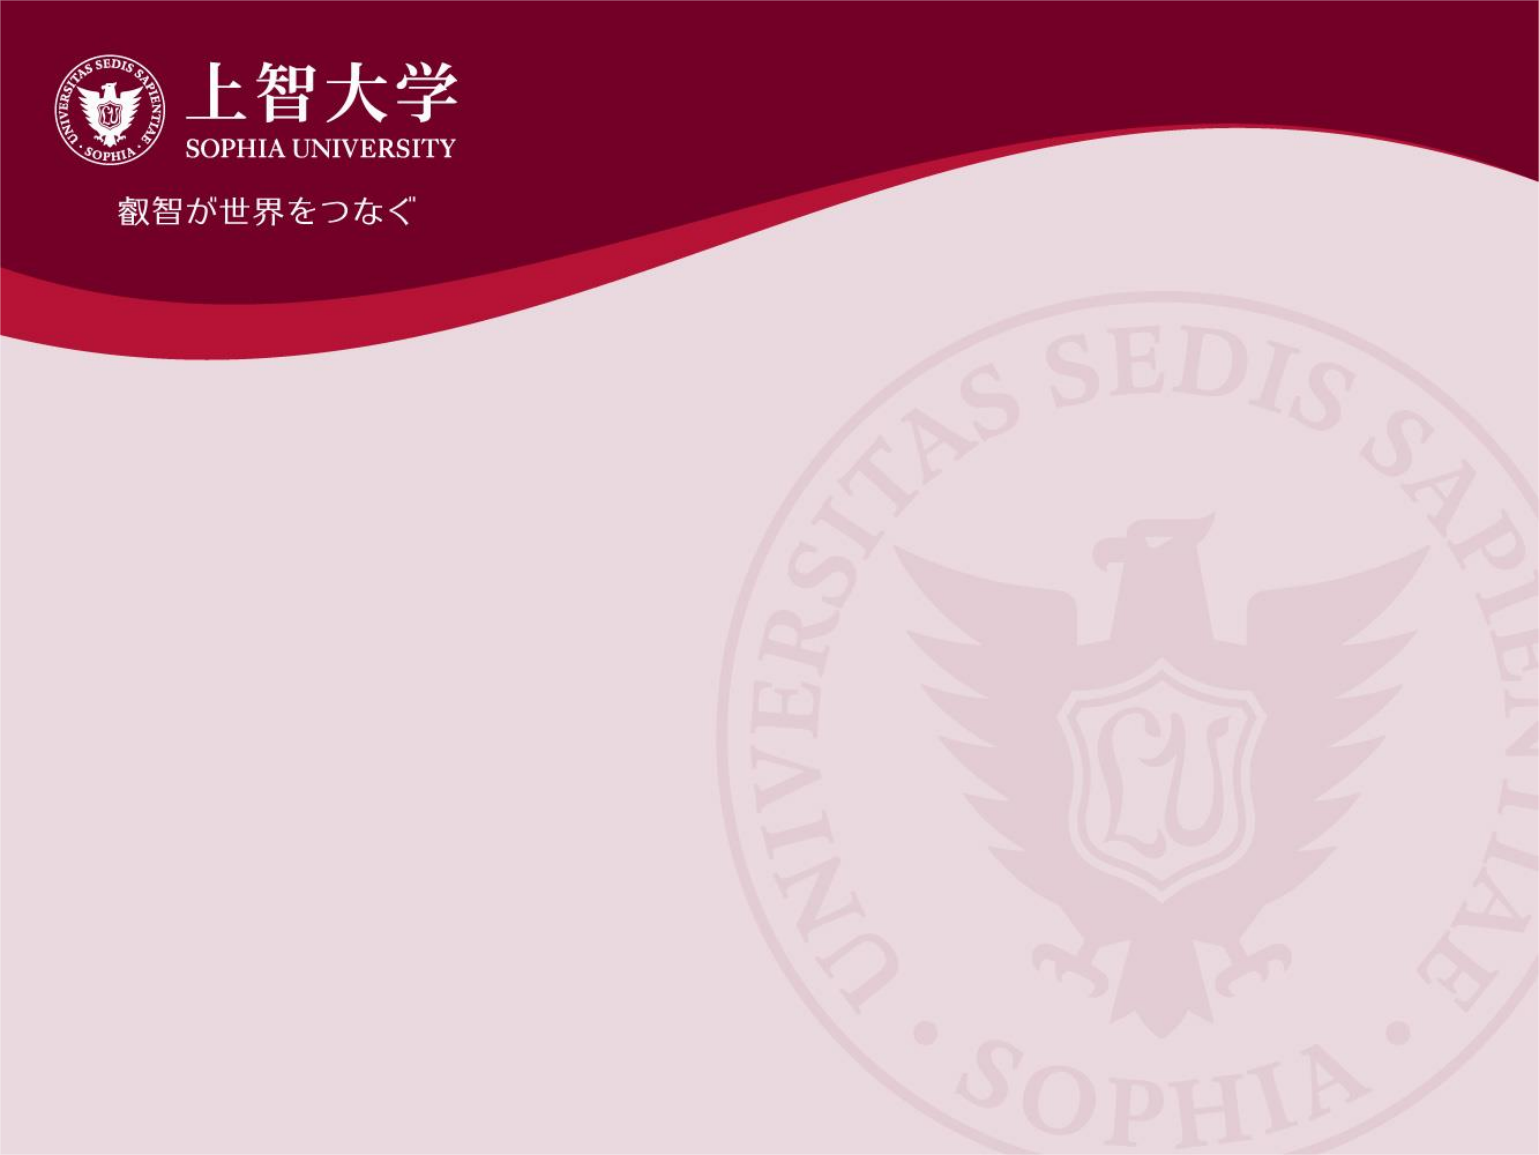 UNIVERSITAS SEDIS SAPIENTIAE
・SOPHIA・
上智大学
SOPHIA UNIVERSITY
叡智が世界をつなぐ
UNIVERSITAS SEDIS SAPIENTIAE
・SOPHIA・